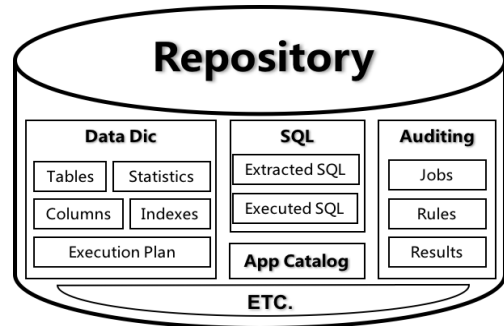 Repository
Data Dic
Tables
Statistics
Columns
Indexes
Execution Plan
SQL
Extracted SQL
Executed SQL
App Catalog
Auditing
Jobs
Rules
Results
ETC.